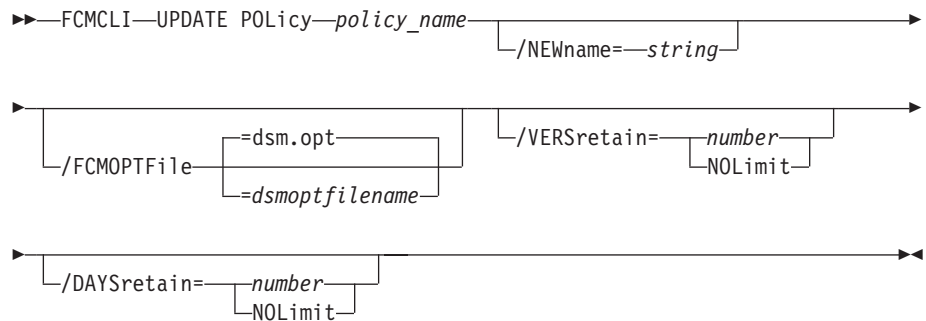 FCMCLI UPDATE POLicy policy_name
/NEWname= string
=dsm.opt
/FCMOPTFile
=dsmoptfilename
/VERSretain= number
NOLimit
/DAYSretain= number
NOLimit